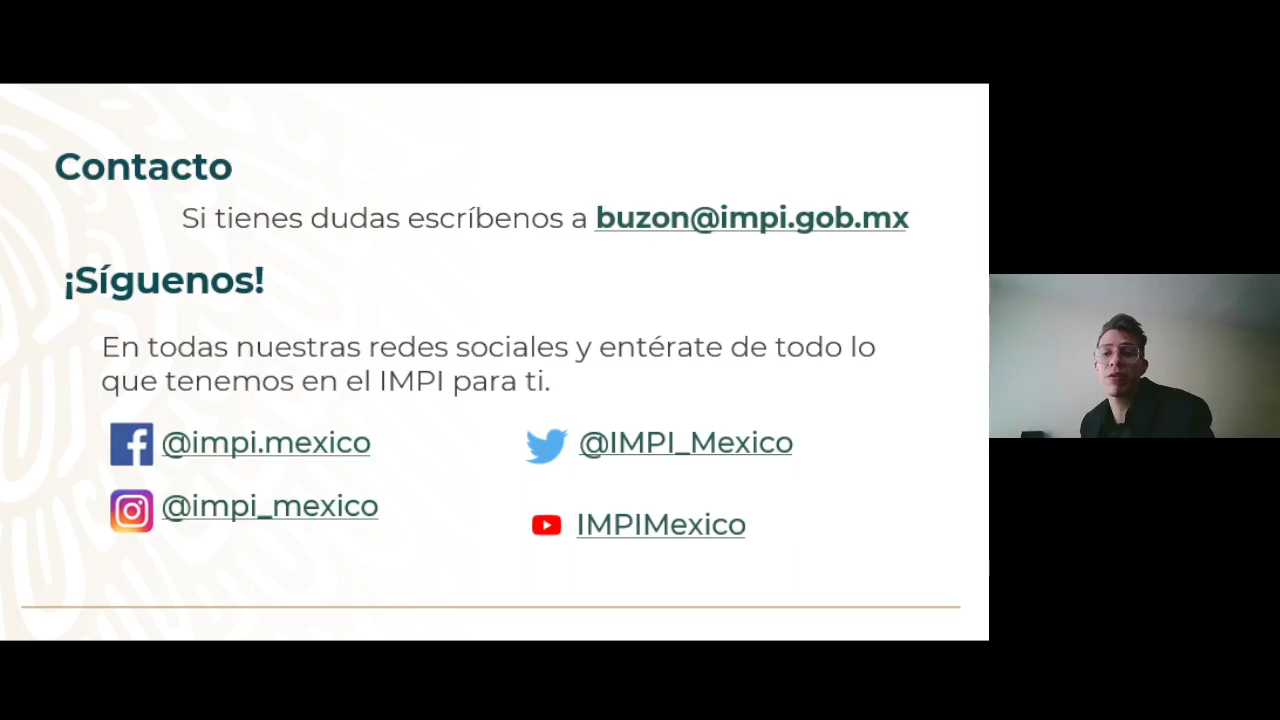 Contacto
Si tienes dudas escríbenos a buzon@impi.gob.mx
¡Síguenos!
En todas nuestras redes sociales y entérate de todo lo
que tenemos en el IMPI para ti.
@impi.mexico
@IMPI_Mexico
@impi_mexico
IMPIMexico